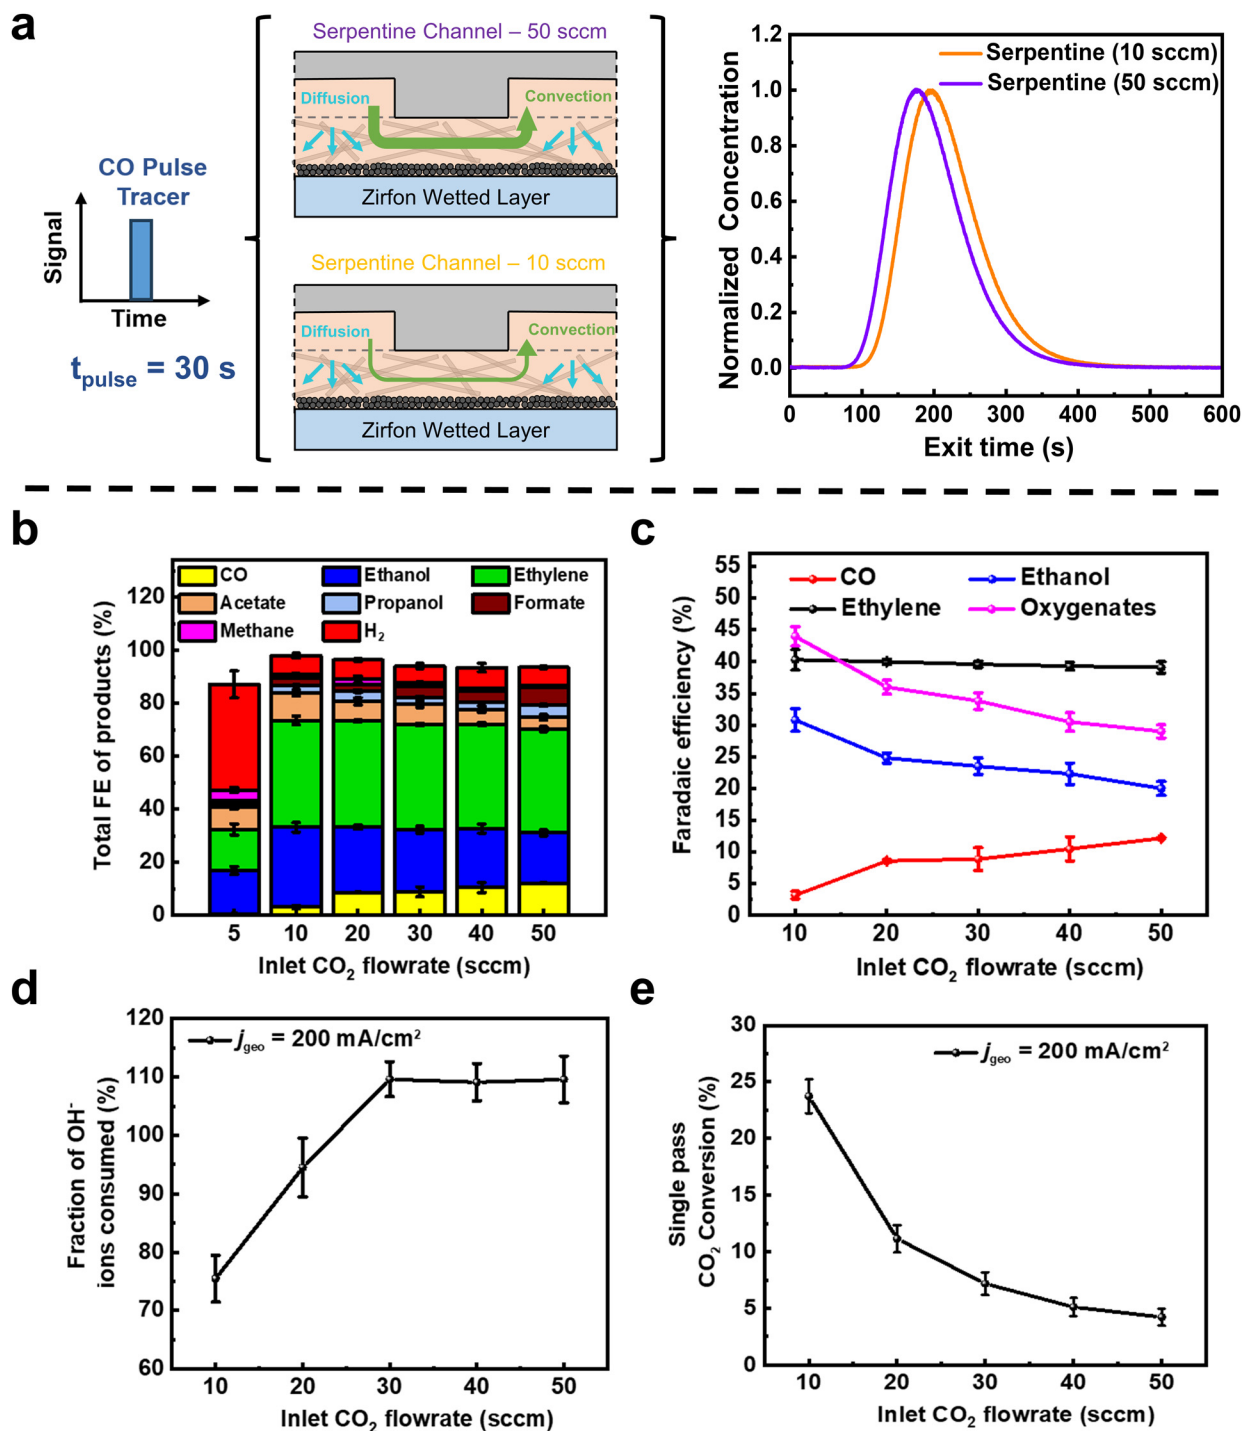 a
Serpentine Channel – 50 sccm
Diffusion
Convection
Zirfon Wetted Layer
CO Pulse
Tracer
Signal
Time
t_pulse = 30 s
Serpentine Channel – 10 sccm
Diffusion
Convection
Zirfon Wetted Layer
Serpentine (10 sccm)
Serpentine (50 sccm)
Normalized Concentration
1.2
1.0
0.8
0.6
0.4
0.2
0.0
0 100 200 300 400 500 600
Exit time (s)
b
CO Ethanol Ethylene
Acetate Propanol Formate
Methane H₂
Total FE of products (%)
120
100
80
60
40
20
0
5 10 20 30 40 50
Inlet CO₂ flowrate (sccm)
c
CO Ethanol
Ethylene Oxygenates
Faradaic efficiency (%)
55
50
45
40
35
30
25
20
15
10
5
0
10 20 30 40 50
Inlet CO₂ flowrate (sccm)
d
j_geo = 200 mA/cm²
Fraction of OH⁻
ions consumed (%)
120
110
100
90
80
70
60
10 20 30 40 50
Inlet CO₂ flowrate (sccm)
e
j_geo = 200 mA/cm²
Single pass
CO₂ Conversion (%)
30
25
20
15
10
5
0
10 20 30 40 50
Inlet CO₂ flowrate (sccm)